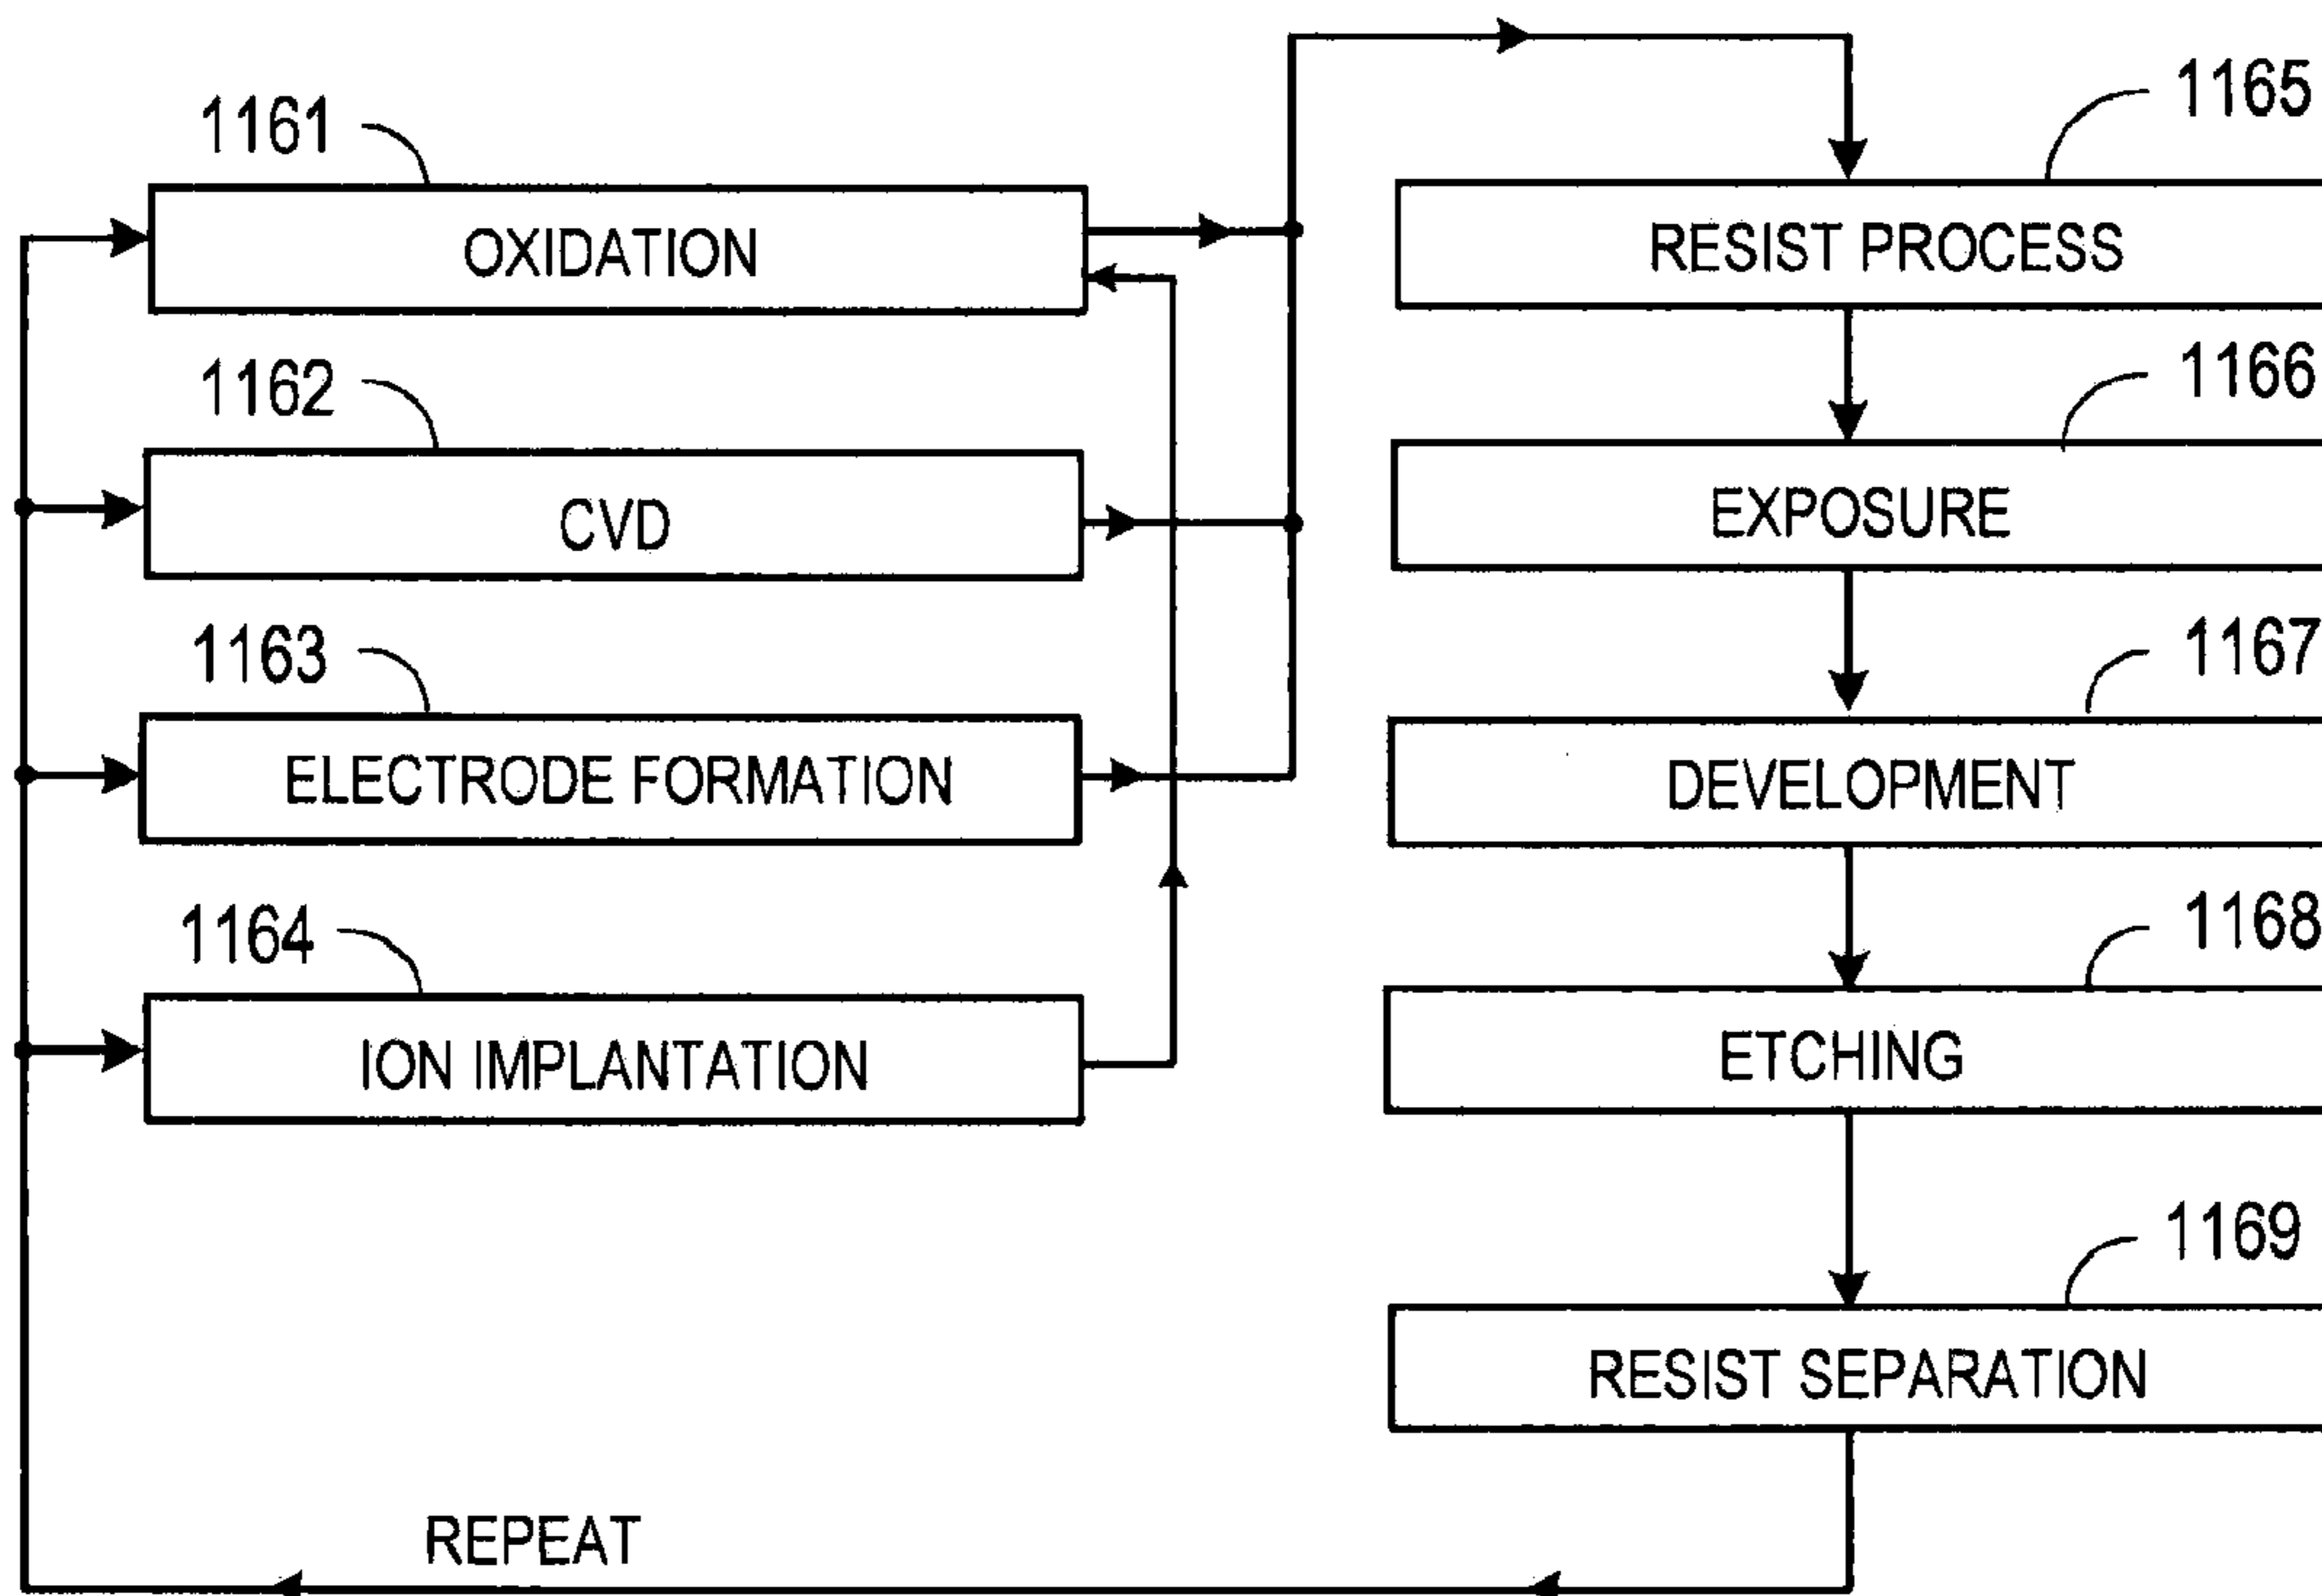 1161
OXIDATION
1162
CVD
1163
ELECTRODE FORMATION
1164
ION IMPLANTATION
1165
RESIST PROCESS
1166
EXPOSURE
1167
DEVELOPMENT
1168
ETCHING
1169
RESIST SEPARATION
REPEAT